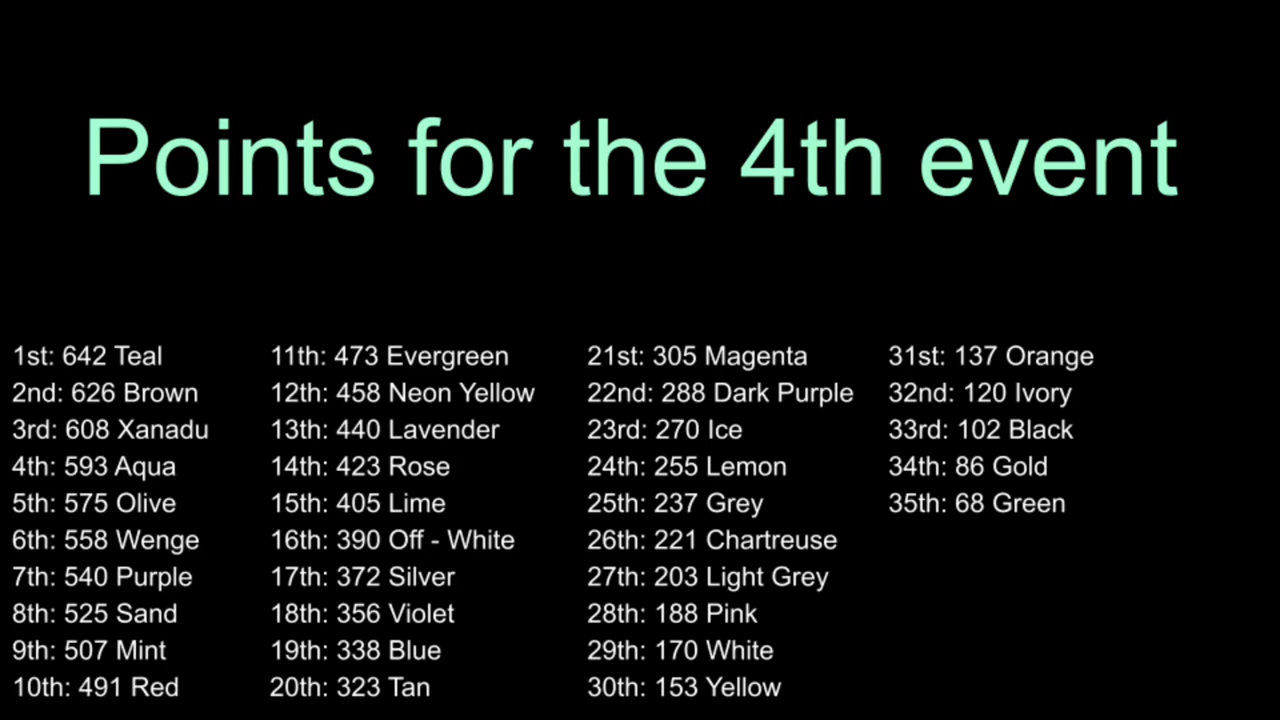 Points for the 4th event
1st: 642 Teal
2nd: 626 Brown
3rd: 608 Xanadu
4th: 593 Aqua
5th: 575 Olive
6th: 558 Wenge
7th: 540 Purple
8th: 525 Sand
9th: 507 Mint
10th: 491 Red
11th: 473 Evergreen
12th: 458 Neon Yellow
13th: 440 Lavender
14th: 423 Rose
15th: 405 Lime
16th: 390 Off - White
17th: 372 Silver
18th: 356 Violet
19th: 338 Blue
20th: 323 Tan
21st: 305 Magenta
22nd: 288 Dark Purple
23rd: 270 Ice
24th: 255 Lemon
25th: 237 Grey
26th: 221 Chartreuse
27th: 203 Light Grey
28th: 188 Pink
29th: 170 White
30th: 153 Yellow
31st: 137 Orange
32nd: 120 Ivory
33rd: 102 Black
34th: 86 Gold
35th: 68 Green